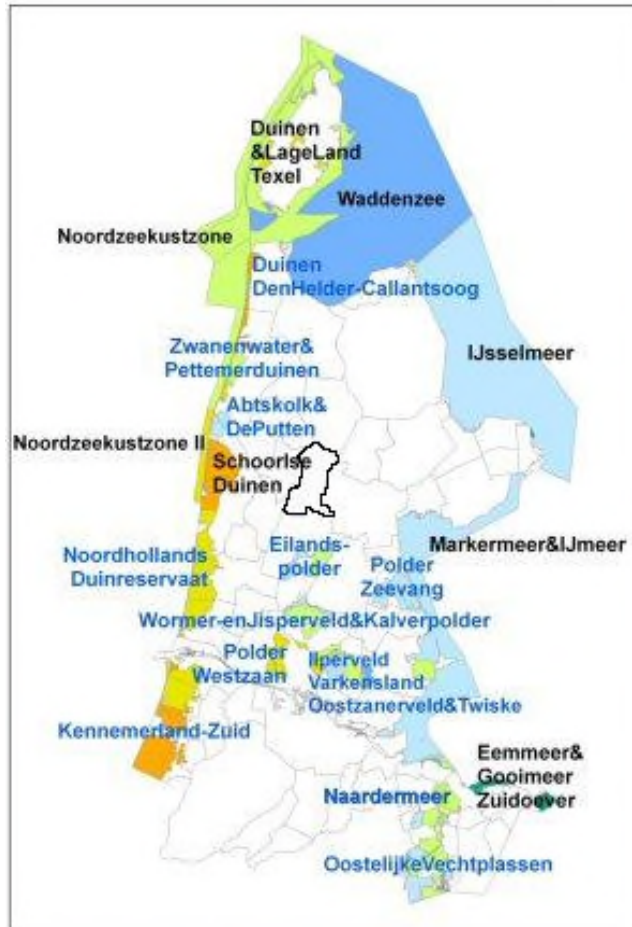 Duinen
&LageLand
Texel
Waddenzee
Noordzeekustzone
Duinen
DenHelder-Callantsoog
Zwanenwater&
Pettemerduinen
IJsselmeer
Abtskolk&
DePutten
Noordzeekustzone II
Schoorlse
Duinen
Noordhollands
Duinreservaat
Eilands-
polder
Polder
Zeevang
Markermeer&IJmeer
Wormer-enJisperveld&Kalverpolder
Polder
Westzaan
Ilperveld
Varkensland
Oostzanerveld&Twiske
Kennemerland-Zuid
Eemmeer&
Gooimeer
Zuidoever
Naardermeer
OostelijkeVechtplassen